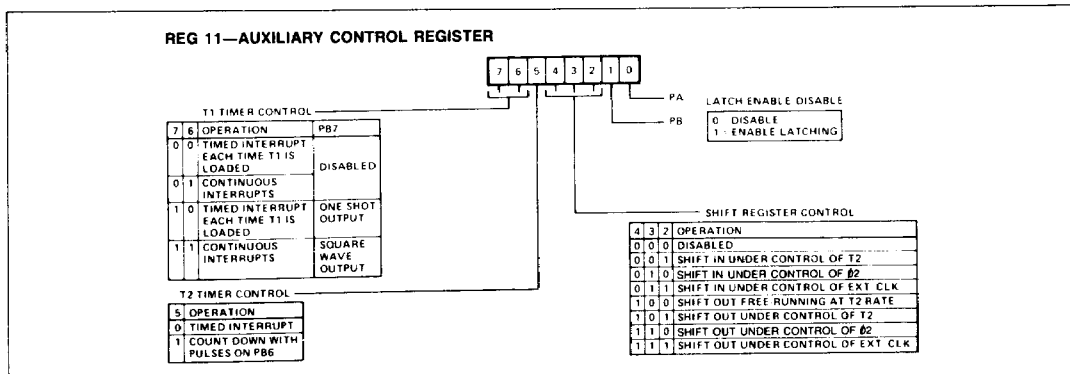 REG 11—AUXILIARY CONTROL REGISTER
7 6 5 4 3 2 1 0
PA
PB
LATCH ENABLE DISABLE
0 DISABLE
1 ENABLE LATCHING
T1 TIMER CONTROL
7 6 OPERATION PB7
0 0 TIMED INTERRUPT
EACH TIME T1 IS
LOADED
DISABLED
0 1 CONTINUOUS
INTERRUPTS
1 0 TIMED INTERRUPT ONE SHOT
EACH TIME T1 IS OUTPUT
LOADED
1 1 CONTINUOUS SQUARE
INTERRUPTS WAVE
OUTPUT
T2 TIMER CONTROL
5 OPERATION
0 TIMED INTERRUPT
1 COUNT DOWN WITH
PULSES ON PB6
SHIFT REGISTER CONTROL
4 3 2 OPERATION
0 0 0 DISABLED
0 0 1 SHIFT IN UNDER CONTROL OF T2
0 1 0 SHIFT IN UNDER CONTROL OF ϕ2
0 1 1 SHIFT IN UNDER CONTROL OF EXT CLK
1 0 0 SHIFT OUT FREE RUNNING AT T2 RATE
1 0 1 SHIFT OUT UNDER CONTROL OF T2
1 1 0 SHIFT OUT UNDER CONTROL OF ϕ2
1 1 1 SHIFT OUT UNDER CONTROL OF EXT CLK